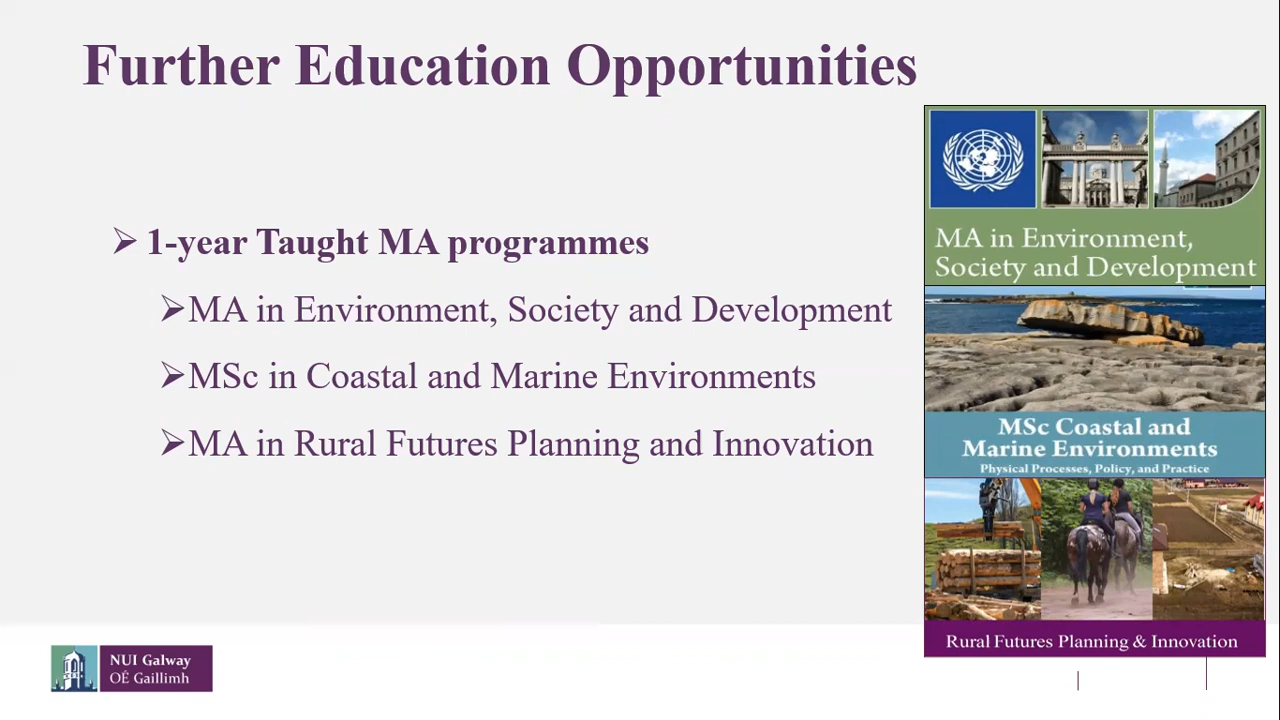 Further Education Opportunities
1-year Taught MA programmes
MA in Environment, Society and Development
MSc in Coastal and Marine Environments
MA in Rural Futures Planning and Innovation
MA in Environment,
Society and Development
MSc Coastal and
Marine Environments
Physical Processes, Policy, and Practice
Rural Futures Planning & Innovation
NUI Galway
OÉ Gaillimh